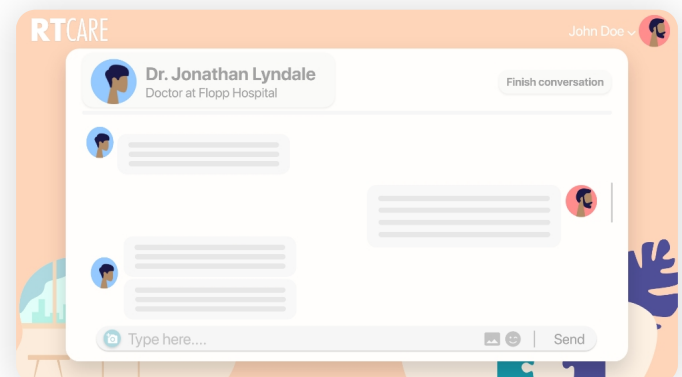 RTCARE
John Doe
Dr. Jonathan Lyndale
Doctor at Flopp Hospital
Finish conversation
Type here....
Send